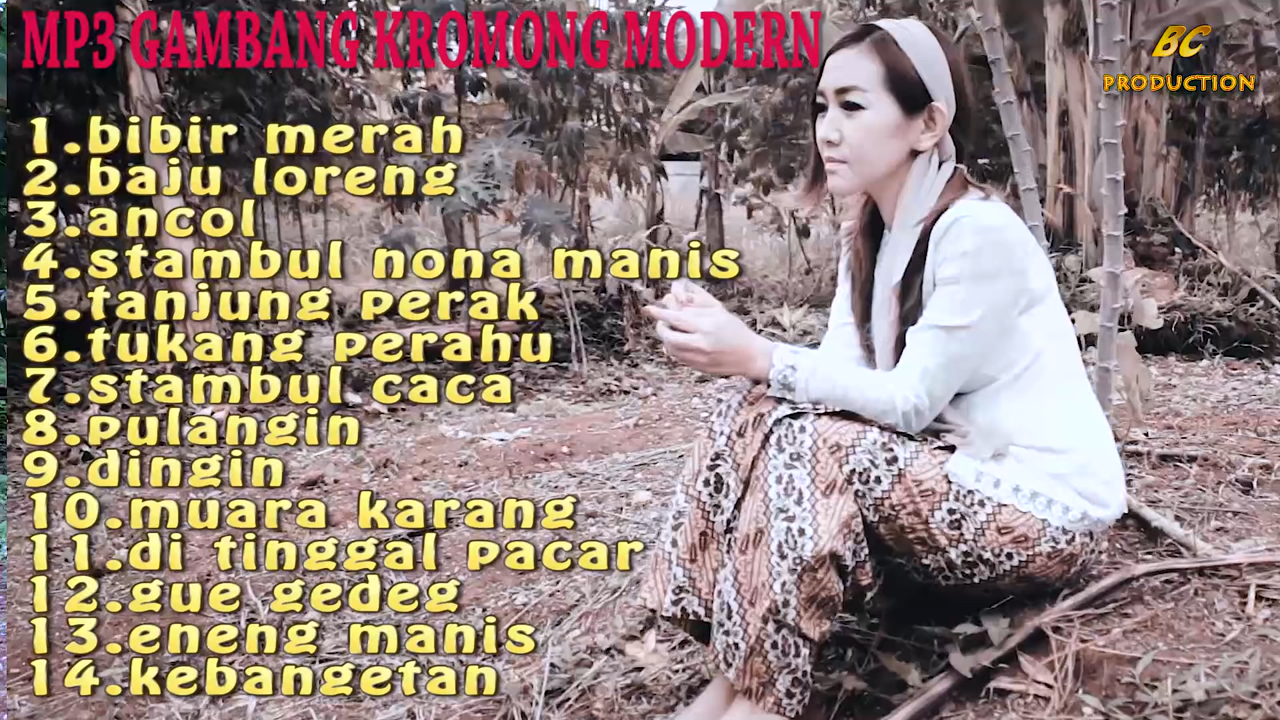 MP3 GAMBANG KROMONG MODERN
BC
PRODUCTION
1.bibir merah
2.baju loreng
3.ancol
4.stambul nona manis
5.tanjung perak
6.tukang perahu
7.stambul caca
8.pulangin
9.dingin
10.muara karang
11.di tinggal pacar
12.gue gedeg
13.eneng manis
14.kebangetan